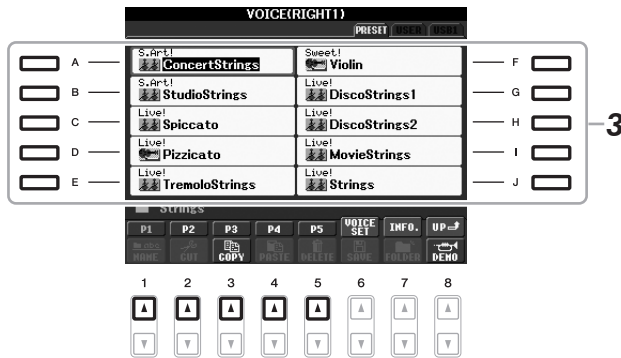 VOICE(RIGHT1)
PRESET USER USB1
A S.Art! ConcertStrings Sweet! Violin F
B S.Art! StudioStrings Live! DiscoStrings1 G
C Live! Spiccato Live! DiscoStrings2 H
3
D Live! Pizzicato Live! MovieStrings I
E Live! TremoloStrings Live! Strings J
Strings
P1 P2 P3 P4 P5 VOICE SET INFO. UP
NAME CUT COPY PASTE DELETE SAVE FOLDER DEMO
1 2 3 4 5 6 7 8